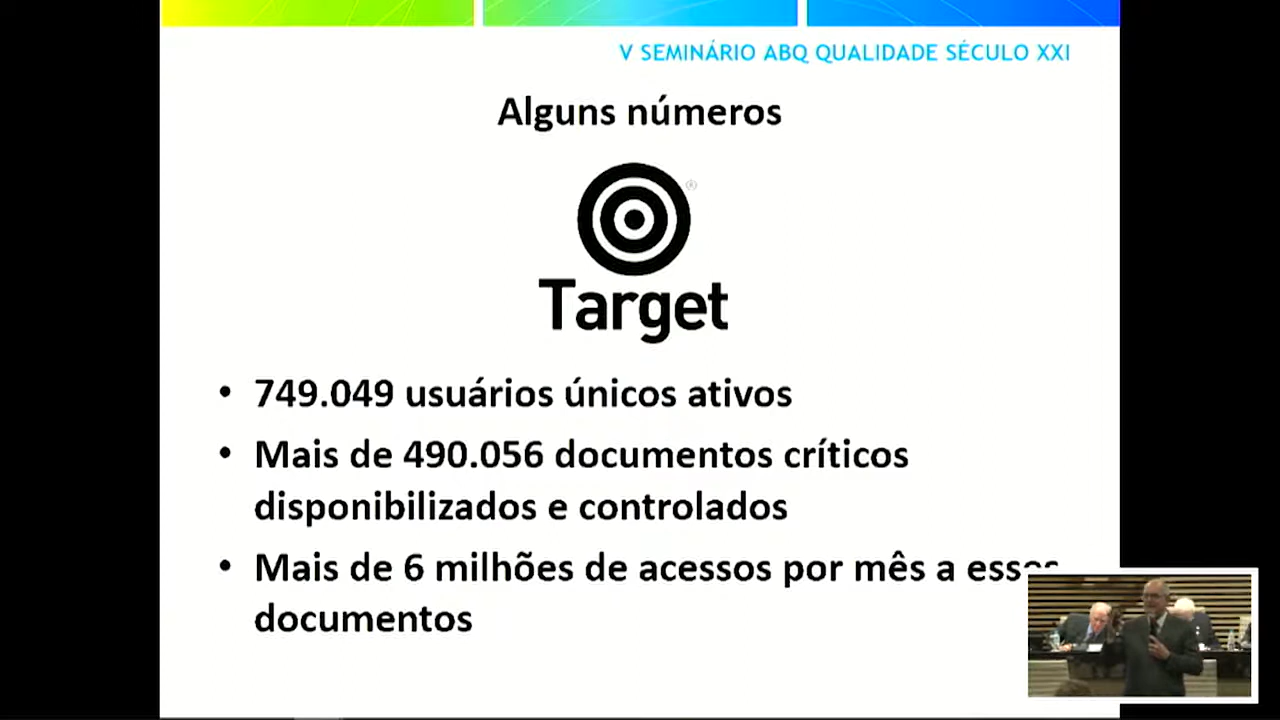 V SEMINÁRIO ABQ QUALIDADE SÉCULO XXI
Alguns números
®
Target
• 749.049 usuários únicos ativos
• Mais de 490.056 documentos críticos
disponibilizados e controlados
• Mais de 6 milhões de acessos por mês a esses
documentos